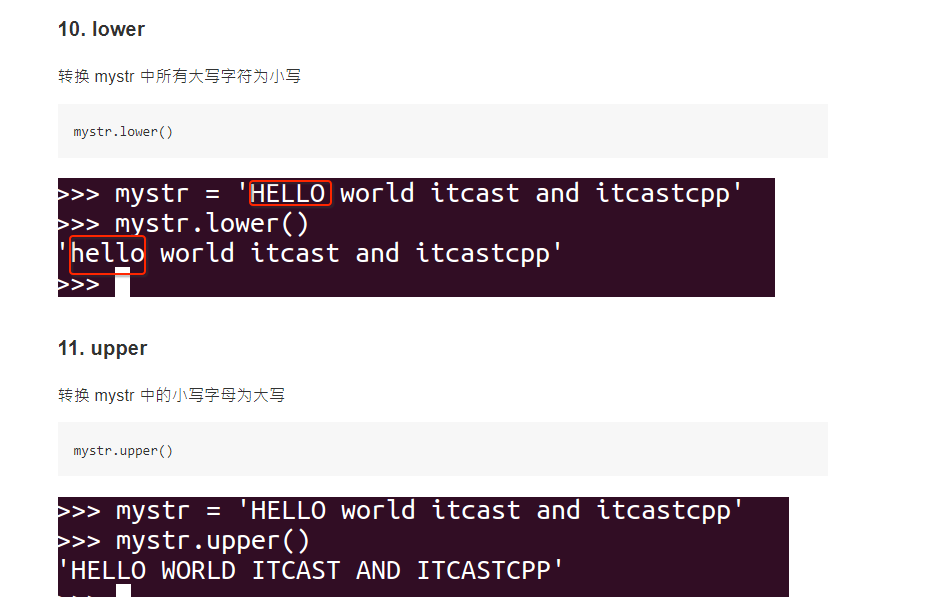 10. lower
转换 mystr 中所有大写字符为小写
mystr.lower()
>>> mystr = 'HELLO world itcast and itcastcpp'
>>> mystr.lower()
'hello world itcast and itcastcpp'
>>>
11. upper
转换 mystr 中的小写字母为大写
mystr.upper()
>>> mystr = 'HELLO world itcast and itcastcpp'
>>> mystr.upper()
'HELLO WORLD ITCAST AND ITCASTCPP'
>>>